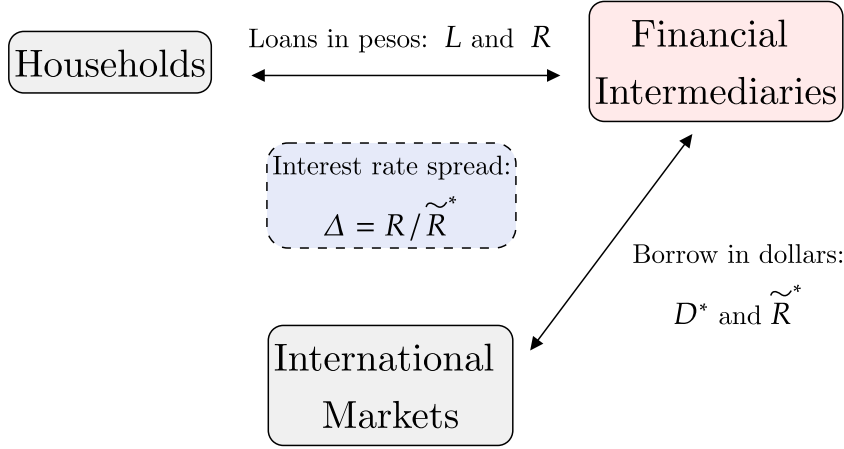 Households
Loans in pesos: L and R
Financial
Intermediaries
Interest rate spread:
Δ = R/R̃*
Borrow in dollars:
D* and R̃*
International
Markets